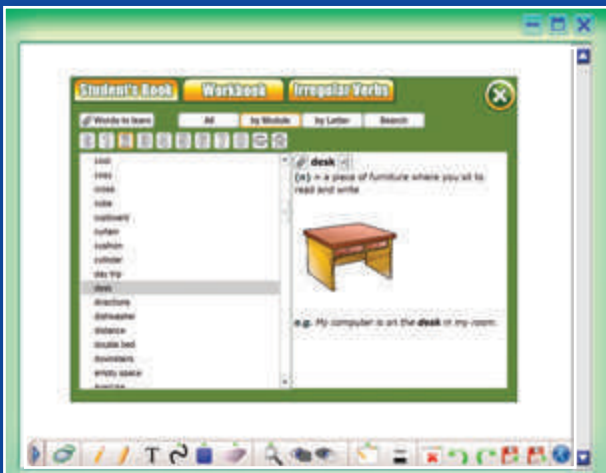 Student's Book Workbook Irregular Verbs
Words to learn All by Module by Letter Search
desk
(n) = a piece of furniture where you sit to
read and write
cosy
cross
cube
cupboard
curtain
cushion
cylinder
day trip
desk
directions
dishwasher
distance
double bed
downstairs
empty space
e.g. My computer is on the desk in my room.
T